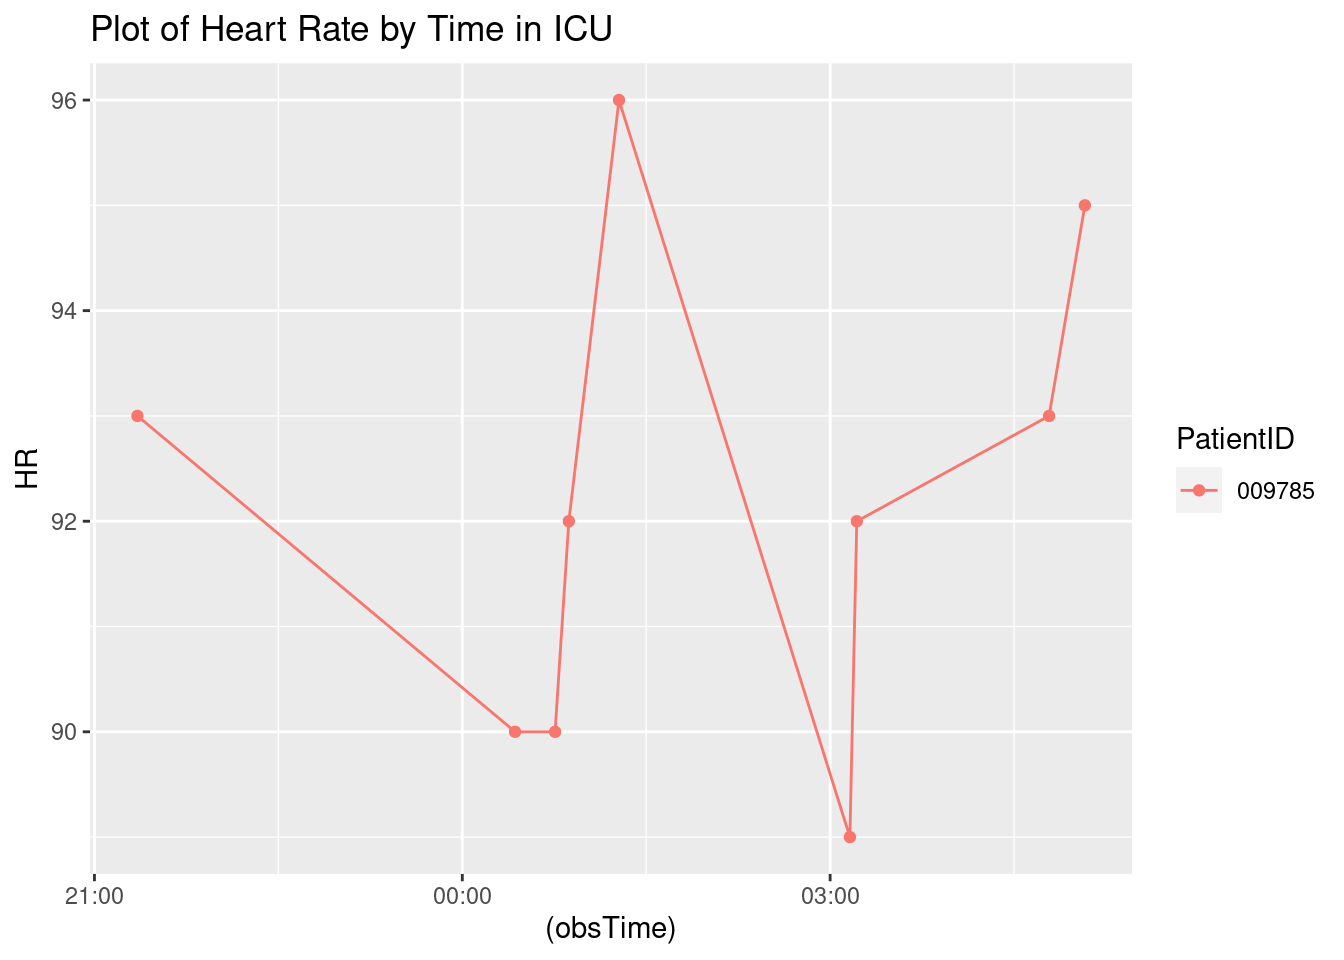 Plot of Heart Rate by Time in ICU
96
94
92
90
HR
21:00
00:00
03:00
(obsTime)
PatientID
009785